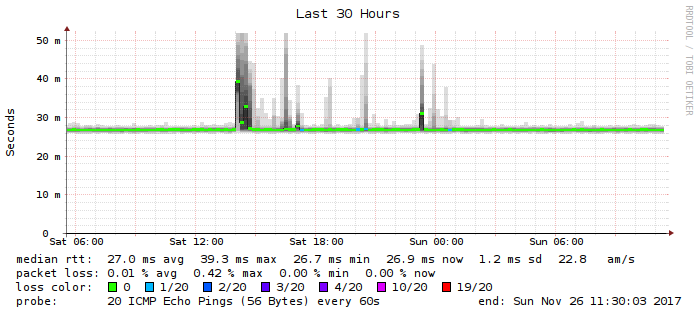 Last 30 Hours
RRDTOOL / TOBI OETIKER
Seconds
50 m
40 m
30 m
20 m
10 m
0
Sat 06:00 Sat 12:00 Sat 18:00 Sun 00:00 Sun 06:00
median rtt: 27.0 ms avg 39.3 ms max 26.7 ms min 26.9 ms now 1.2 ms sd 22.8 am/s
packet loss: 0.01 % avg 0.42 % max 0.00 % min 0.00 % now
loss color: 0 1/20 2/20 3/20 4/20 10/20 19/20
probe: 20 ICMP Echo Pings (56 Bytes) every 60s end: Sun Nov 26 11:30:03 2017